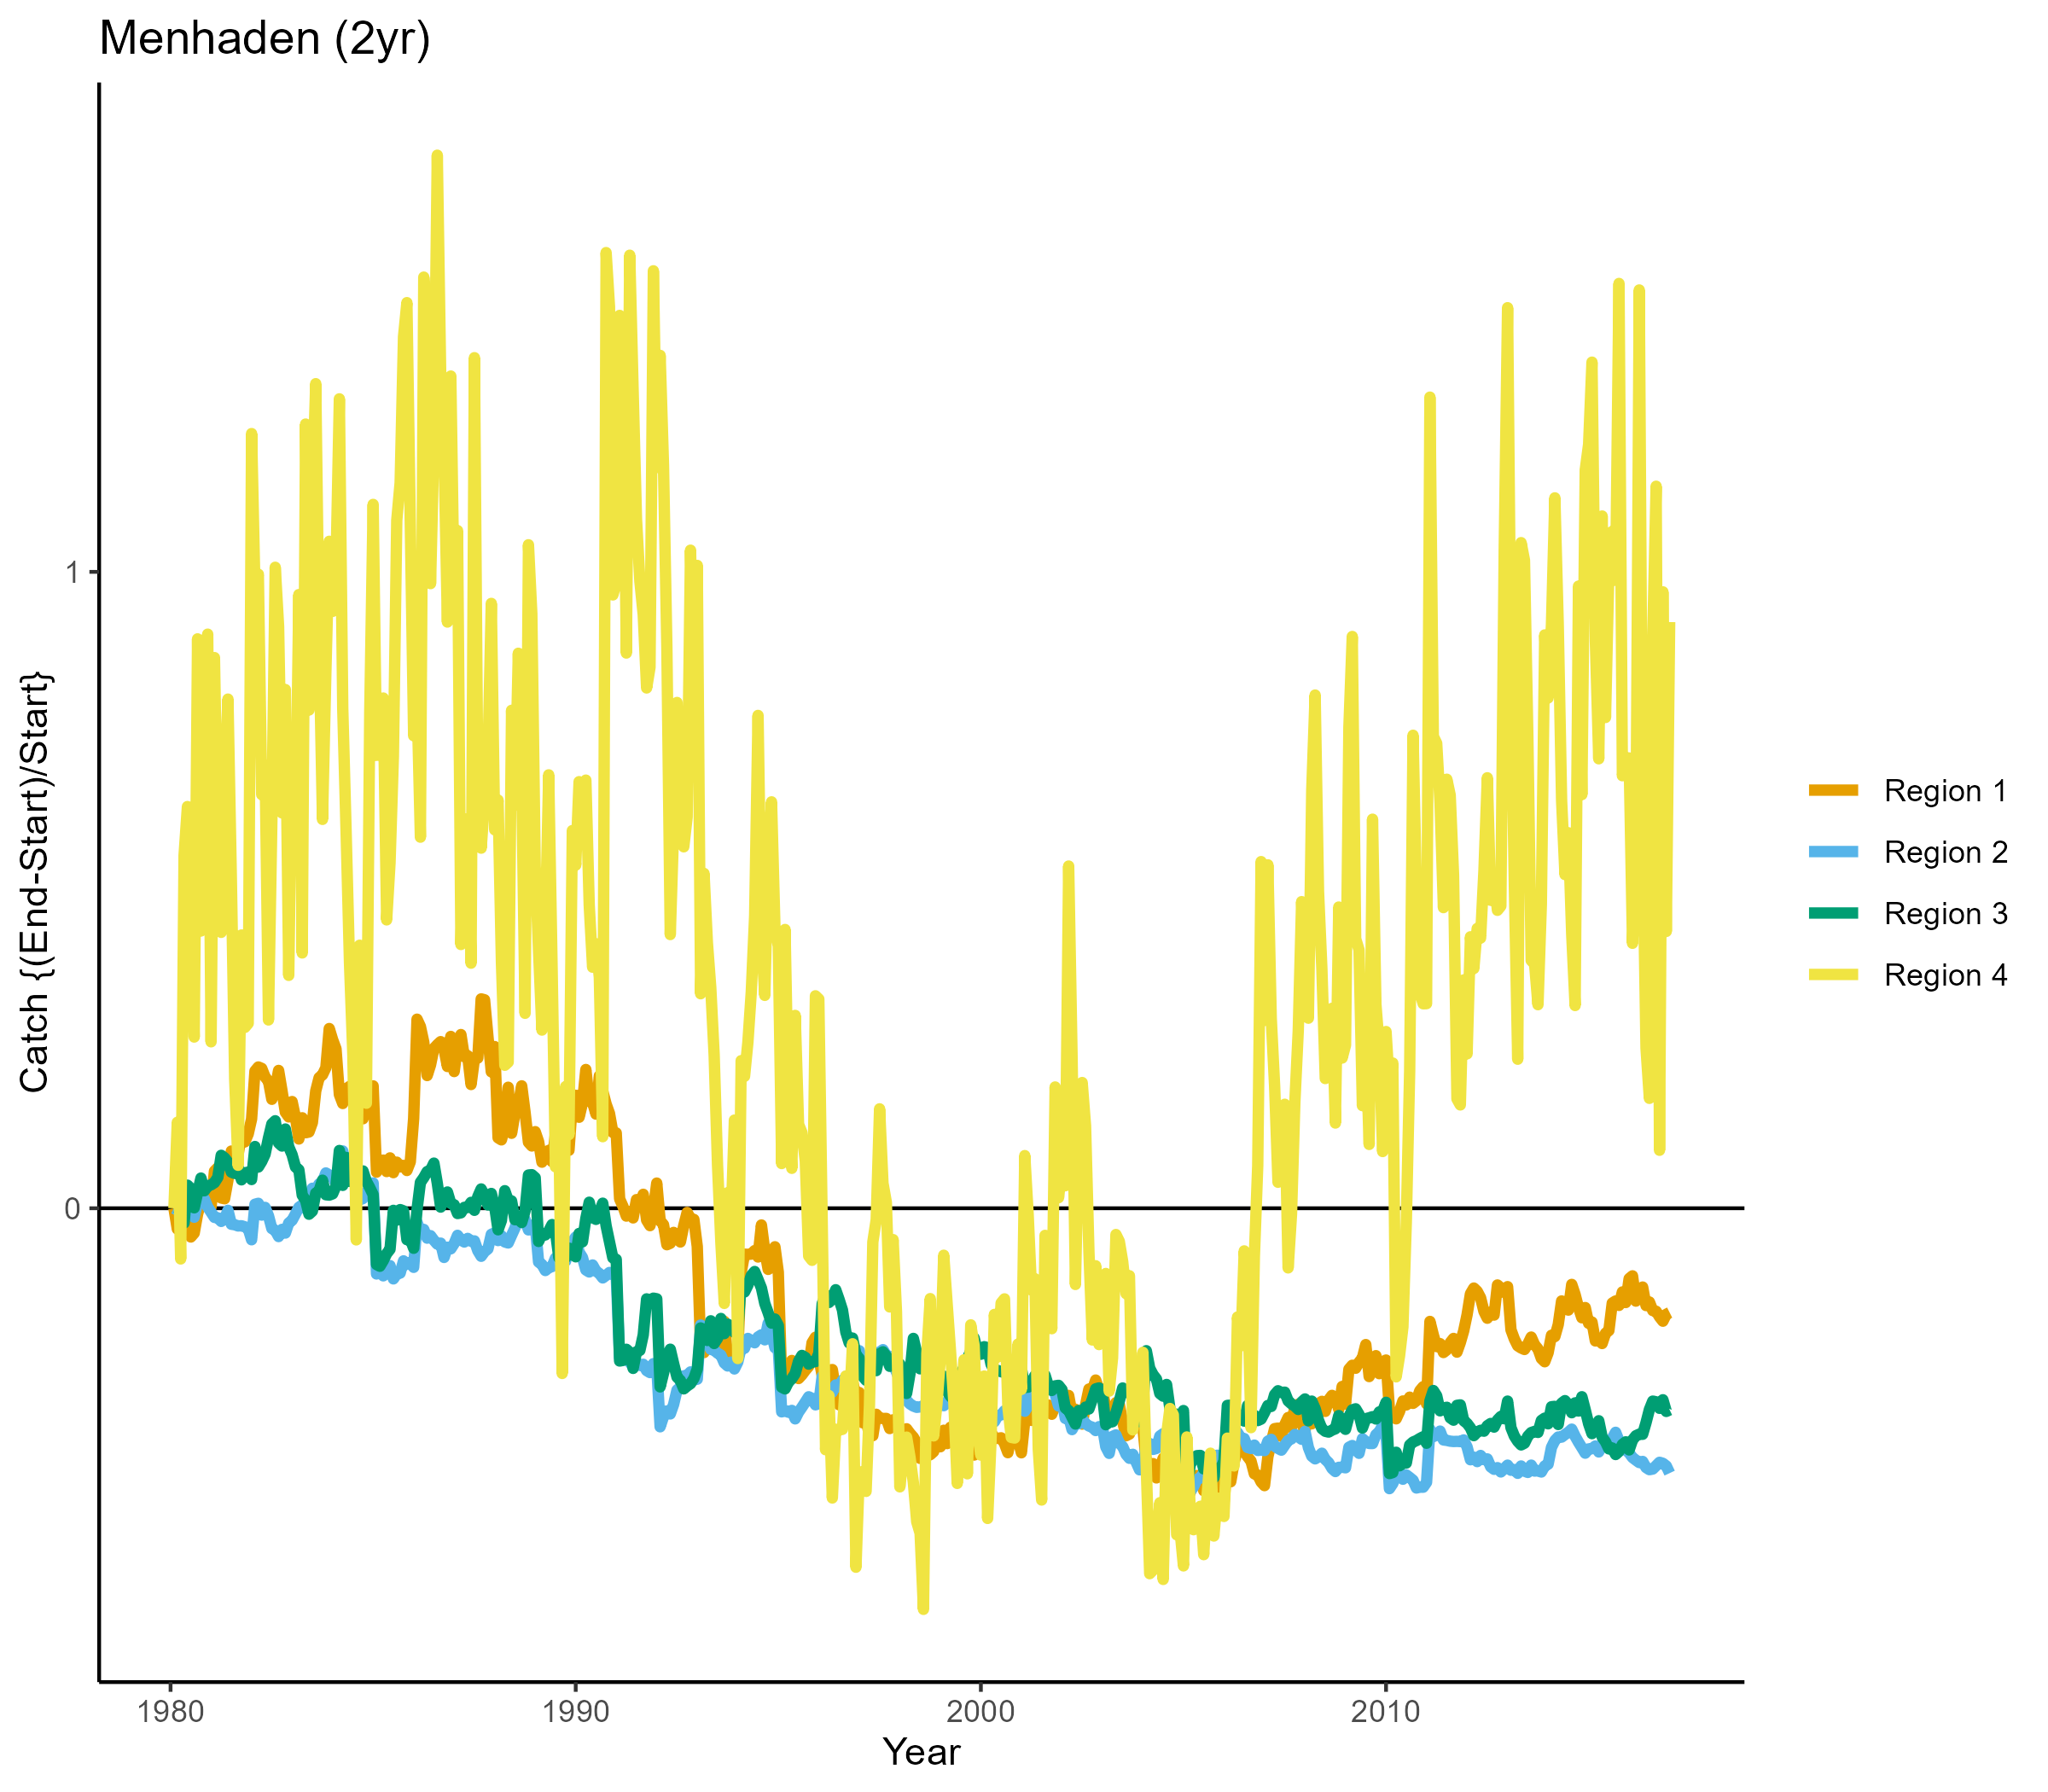 Menhaden (2yr)
Catch {(End-Start)/Start}
1
0
1980
1990
2000
2010
Year
Region 1
Region 2
Region 3
Region 4